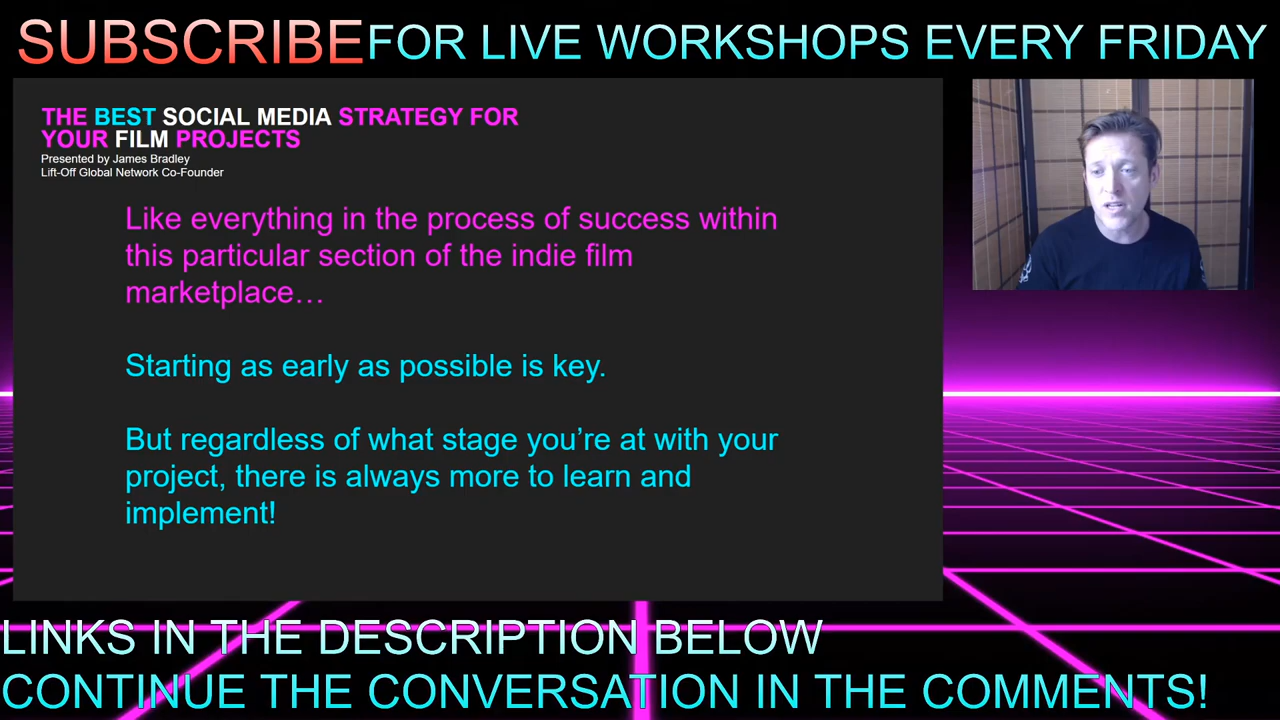 SUBSCRIBE FOR LIVE WORKSHOPS EVERY FRIDAY
THE BEST SOCIAL MEDIA STRATEGY FOR
YOUR FILM PROJECTS
Presented by James Bradley
Lift-Off Global Network Co-Founder
Like everything in the process of success within
this particular section of the indie film
marketplace…
Starting as early as possible is key.
But regardless of what stage you’re at with your
project, there is always more to learn and
implement!
LINKS IN THE DESCRIPTION BELOW
CONTINUE THE CONVERSATION IN THE COMMENTS!